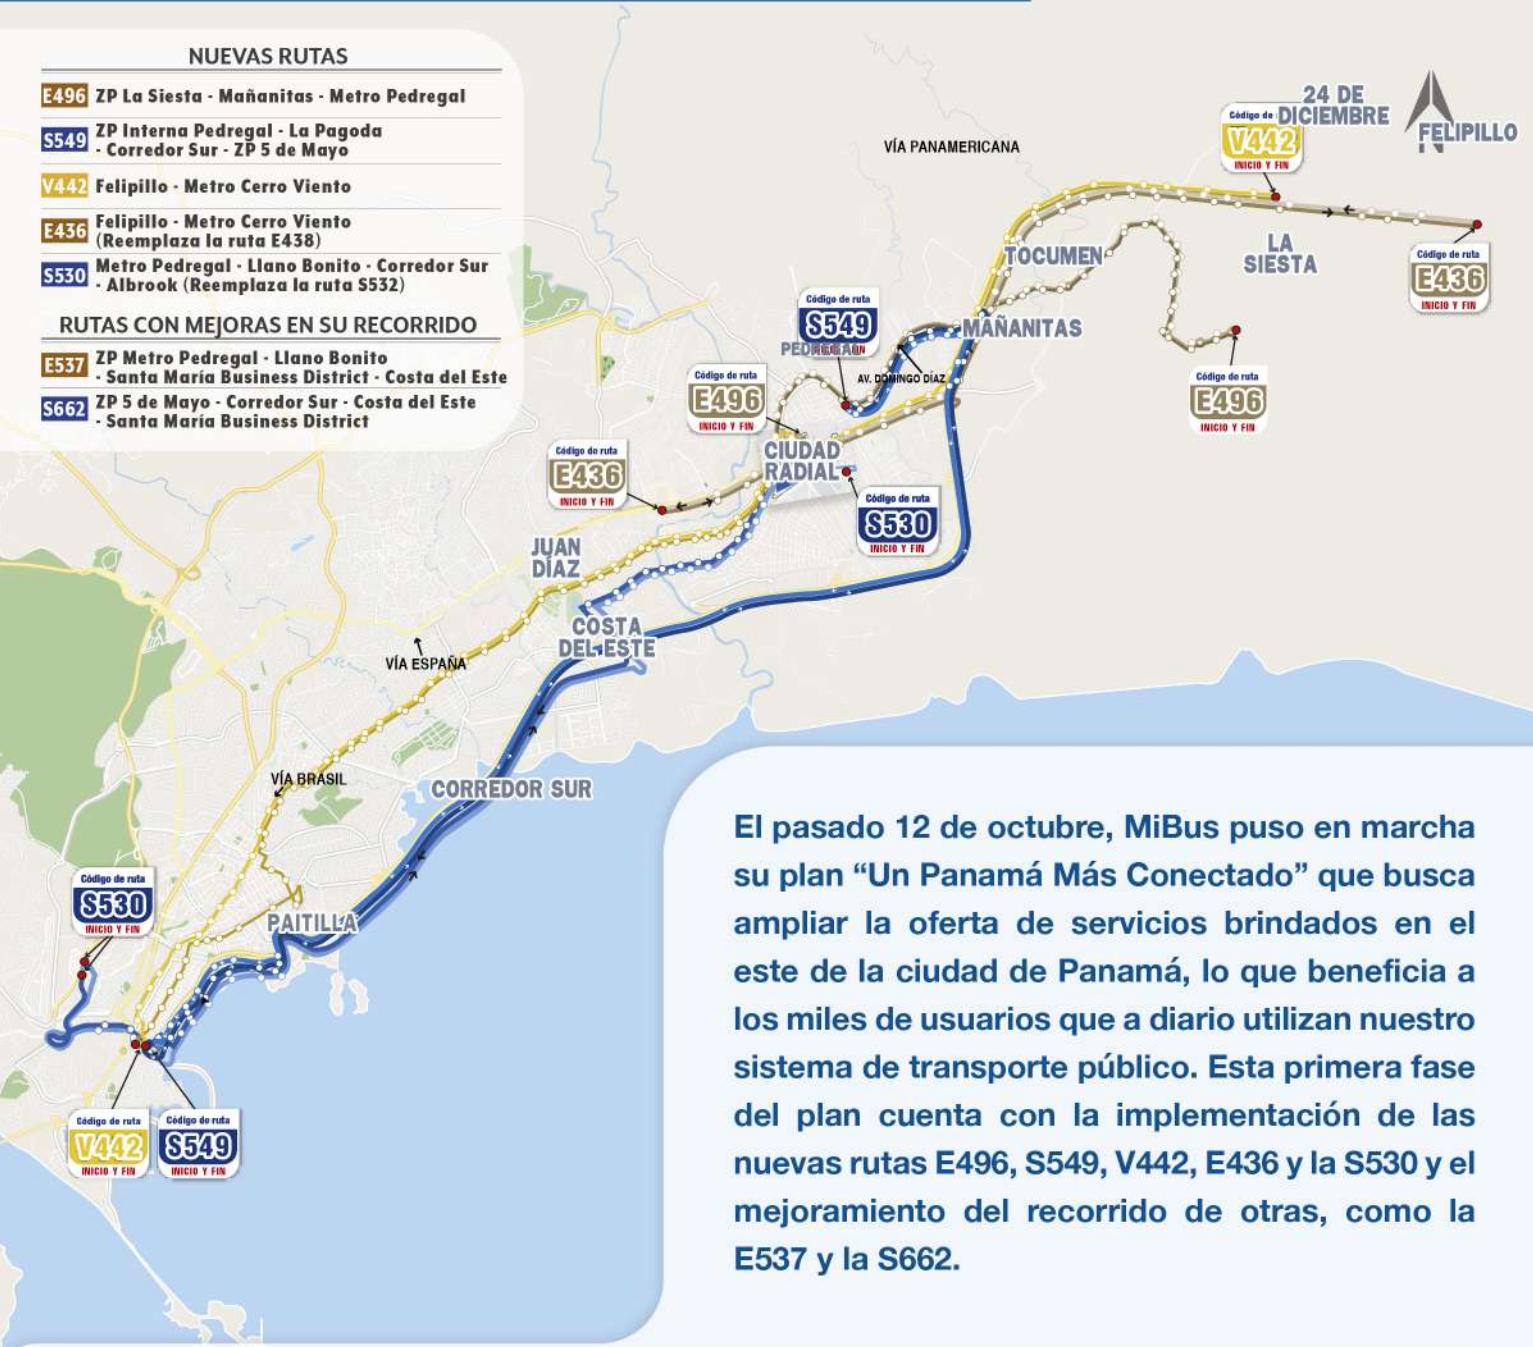 NUEVAS RUTAS
E496 ZP La Siesta - Mañanitas - Metro Pedregal
S549 ZP Interna Pedregal - La Pagoda
- Corredor Sur - ZP 5 de Mayo
V442 Felipillo - Metro Cerro Viento
E436 Felipillo - Metro Cerro Viento
(Reemplaza la ruta E438)
S530 Metro Pedregal - Llano Bonito - Corredor Sur
- Albrook (Reemplaza la ruta S532)
RUTAS CON MEJORAS EN SU RECORRIDO
E537 ZP Metro Pedregal - Llano Bonito
- Santa María Business District - Costa del Este
S662 ZP 5 de Mayo - Corredor Sur - Costa del Este
- Santa María Business District
24 DE
DICIEMBRE
Código de
V442
INICIO Y FIN
FELIPILLO
N
VÍA PANAMERICANA
TOCUMEN
LA
SIESTA
Código de ruta
E436
INICIO Y FIN
Código de ruta
S549
PEDREGAL
MAÑANITAS
AV. DOMINGO DÍAZ
Código de ruta
E496
INICIO Y FIN
Código de ruta
E496
INICIO Y FIN
CIUDAD
RADIAL
Código de ruta
E436
INICIO Y FIN
Código de ruta
S530
INICIO Y FIN
JUAN
DÍAZ
COSTA
DEL ESTE
VÍA ESPAÑA
VÍA BRASIL
CORREDOR SUR
Código de ruta
S530
INICIO Y FIN
PAITILLA
Código de ruta
V442
INICIO Y FIN
Código de ruta
S549
INICIO Y FIN
El pasado 12 de octubre, MiBus puso en marcha
su plan “Un Panamá Más Conectado” que busca
ampliar la oferta de servicios brindados en el
este de la ciudad de Panamá, lo que beneficia a
los miles de usuarios que a diario utilizan nuestro
sistema de transporte público. Esta primera fase
del plan cuenta con la implementación de las
nuevas rutas E496, S549, V442, E436 y la S530 y el
mejoramiento del recorrido de otras, como la
E537 y la S662.